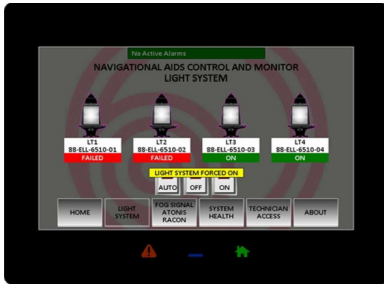 No Active Alarms
NAVIGATIONAL AIDS CONTROL AND MONITOR
LIGHT SYSTEM
LT1 LT2 LT3 LT4
88-ELL-6510-01 88-ELL-6510-02 88-ELL-6510-03 88-ELL-6510-04
FAILED FAILED ON ON
LIGHT SYSTEM FORCED ON
AUTO OFF ON
HOME
LIGHT
SYSTEM
FOG SIGNAL
ATONIS
RACON
SYSTEM
HEALTH
TECHNICIAN
ACCESS
ABOUT